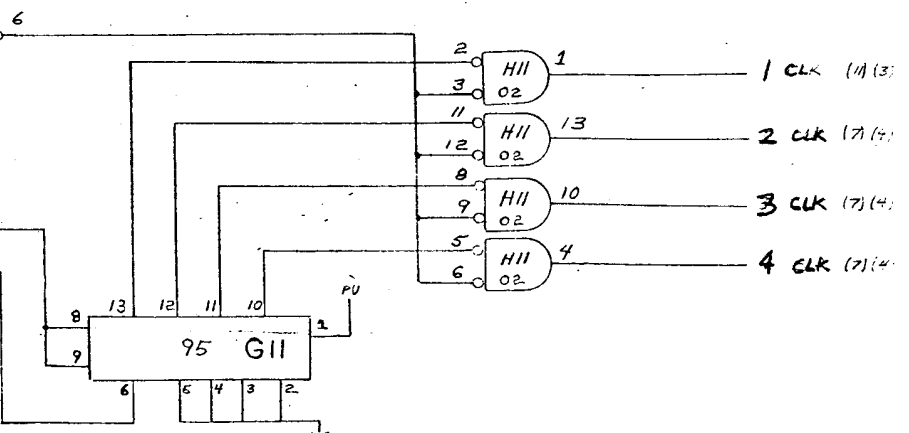 6
2 H11 1
3 02
1 CLK (11) (3)
11 H11 13
12 02
2 CLK (7) (4)
8 H11 10
9 02
3 CLK (7) (4)
5 H11 4
6 02
4 CLK (7) (4)
PU
13 12 11 10
8 1
9 95 G11
6 5 4 3 2